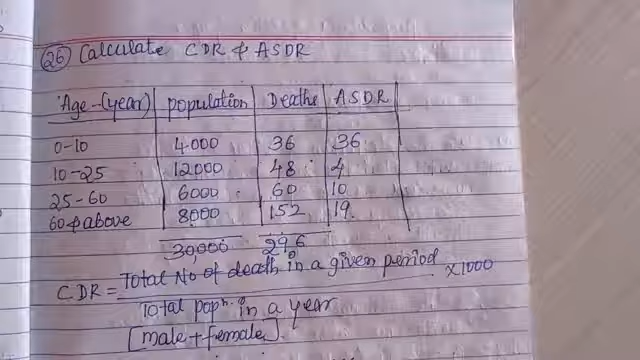 26 Calculate CDR & ASDR
Age-(year) population Deaths ASDR
0-10 4000 36 36
10-25 12000 48 4
25-60 6000 60 10
60 & above 8000 152 19
30000 296
CDR = Total No of death in a given period x1000
Total popn. in a year
[male + female]